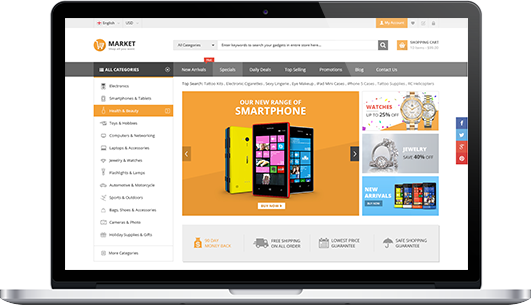 English
USD
My Account
MARKET
All Categories
Enter keywords to search your gadgets in entire store here...
SHOPPING CART
ALL CATEGORIES
New Arrivals
Specials
Daily Deals
Top Selling
Promotions
Blog
Contact Us
Top Search: Tattoo Kits . Electronic Cigarettes . Sexy Lingerie . Eye Makeup . iPad Mini Cases . iPhone 5 Cases . Tattoo Supplies . RC Helicopters
Electronics
Smartphones & Tablets
Health & Beauty
Toys & Hobbies
Computers & Networking
Laptops & Accessories
Jewelry & Watches
Flashlights & Lamps
Automotive & Motorcycle
Sports & Outdoors
Bags, Shoes & Accessories
Cameras & Photo
Holiday Supplies & Gifts
More Categories
OUR NEW RANGE OF
SMARTPHONE
BUY NOW
WATCHES
UP TO 25% OFF
JEWELRY
SAVE 40% OFF
NEW
ARRIVALS
BUY NOW
30 DAY
MONEY BACK
FREE SHIPPING
ON ALL ORDER
LOWEST PRICE
GUARANTEE
SAFE SHOPPING
GUARANTEE